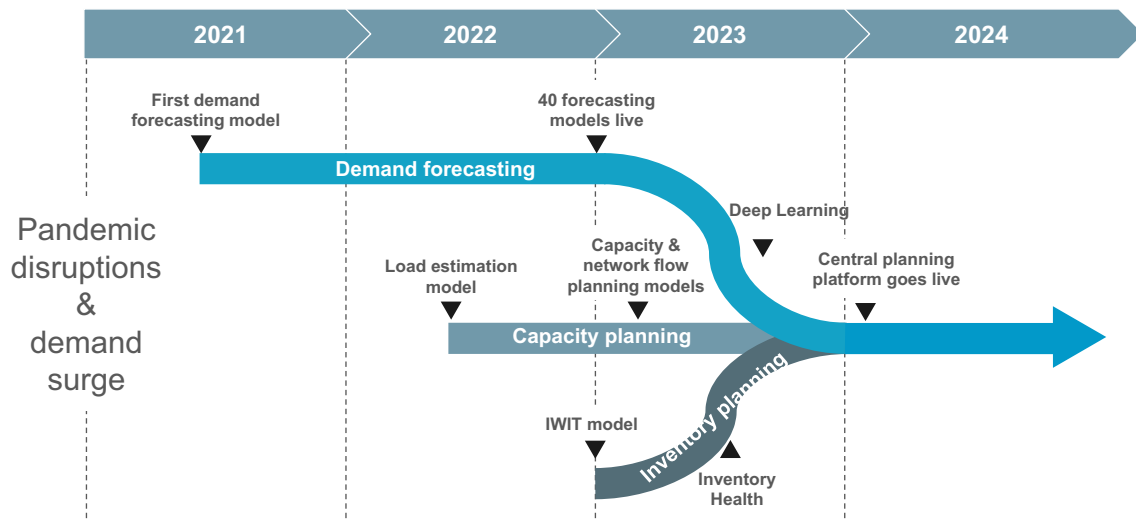 2021
2022
2023
2024
First demand
forecasting model
40 forecasting
models live
Demand forecasting
Pandemic
disruptions
&
demand
surge
Deep Learning
Load estimation
model
Capacity &
network flow
planning models
Central planning
platform goes live
Capacity planning
IWIT model
Inventory planning
Inventory
Health